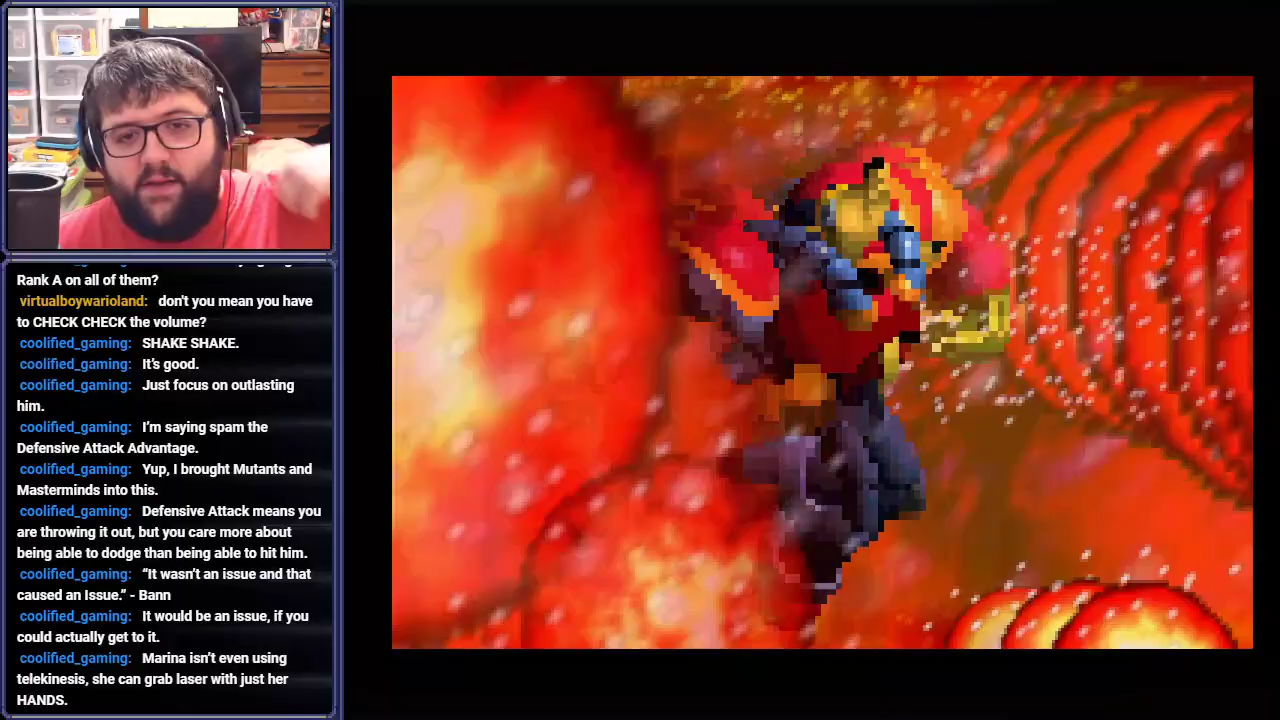 Rank A on all of them?
virtualboywarioland: don't you mean you have
to CHECK CHECK the volume?
coolified_gaming: SHAKE SHAKE.
coolified_gaming: It's good.
coolified_gaming: Just focus on outlasting
him.
coolified_gaming: I'm saying spam the
Defensive Attack Advantage.
coolified_gaming: Yup, I brought Mutants and
Masterminds into this.
coolified_gaming: Defensive Attack means you
are throwing it out, but you care more about
being able to dodge than being able to hit him.
coolified_gaming: “It wasn't an issue and that
caused an Issue.” - Bann
coolified_gaming: It would be an issue, if you
could actually get to it.
coolified_gaming: Marina isn't even using
telekinesis, she can grab laser with just her
HANDS.